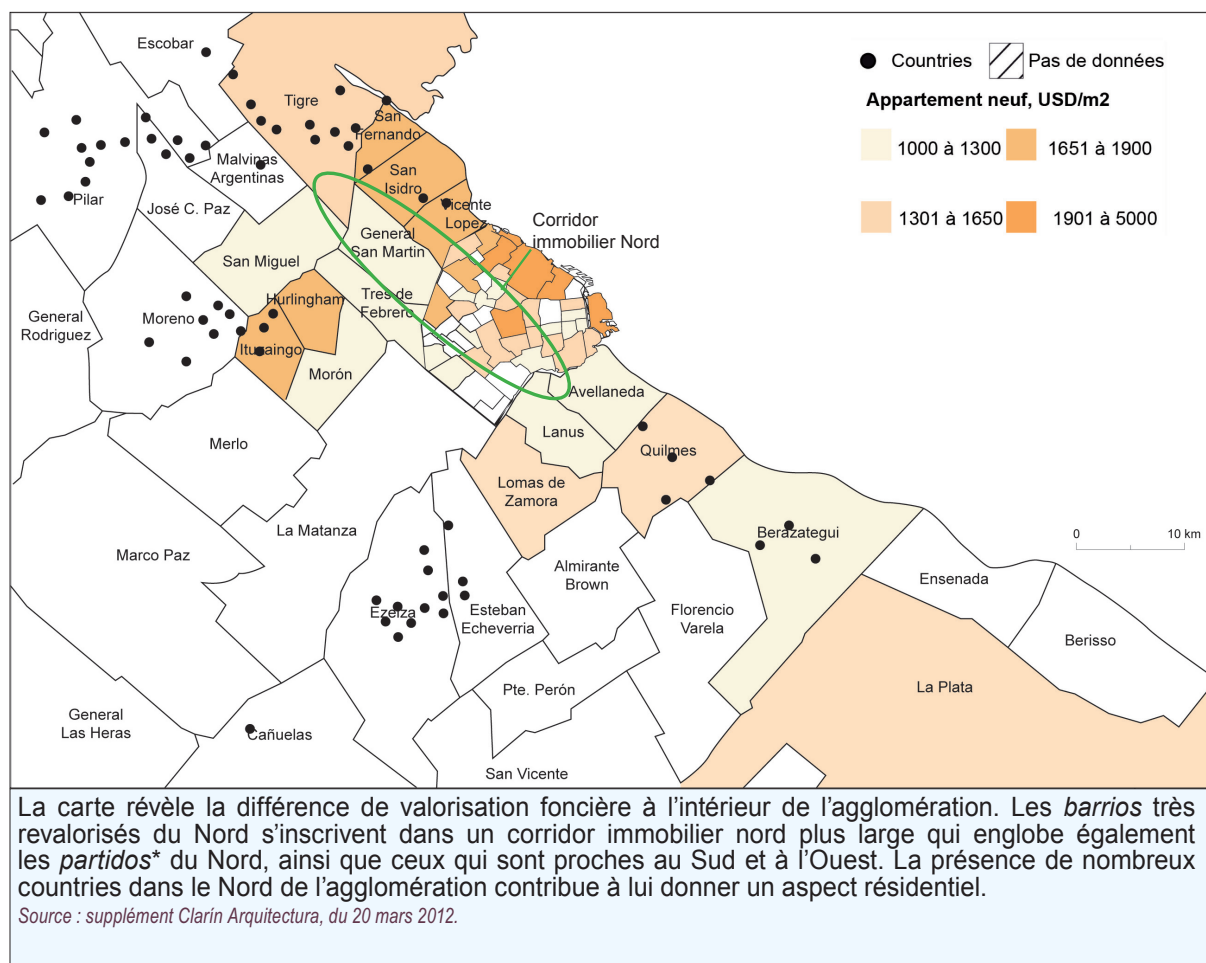 Escobar
Tigre
San
Fernando
Malvinas
Argentinas
San
Isidro
Pilar
José C. Paz
Vicente
Lopez
Corridor
immobilier Nord
General
San Martin
San Miguel
Tres de
Febrero
Hurlingham
General
Rodriguez
Moreno
Ituzaingo
Morón
Avellaneda
Merlo
Lanus
Quilmes
Lomas de
Zamora
La Matanza
Berazategui
Marco Paz
Almirante
Brown
Ensenada
Ezeiza
Esteban
Echeverria
Florencio
Varela
Berisso
Pte. Perón
La Plata
General
Las Heras
Cañuelas
San Vicente
Countries
Pas de données
Appartement neuf, USD/m2
1000 à 1300
1651 à 1900
1301 à 1650
1901 à 5000
0 10 km
La carte révèle la différence de valorisation foncière à l’intérieur de l’agglomération. Les barrios très
revalorisés du Nord s’inscrivent dans un corridor immobilier nord plus large qui englobe également
les partidos* du Nord, ainsi que ceux qui sont proches au Sud et à l’Ouest. La présence de nombreux
countries dans le Nord de l’agglomération contribue à lui donner un aspect résidentiel.
Source : supplément Clarín Arquitectura, du 20 mars 2012.